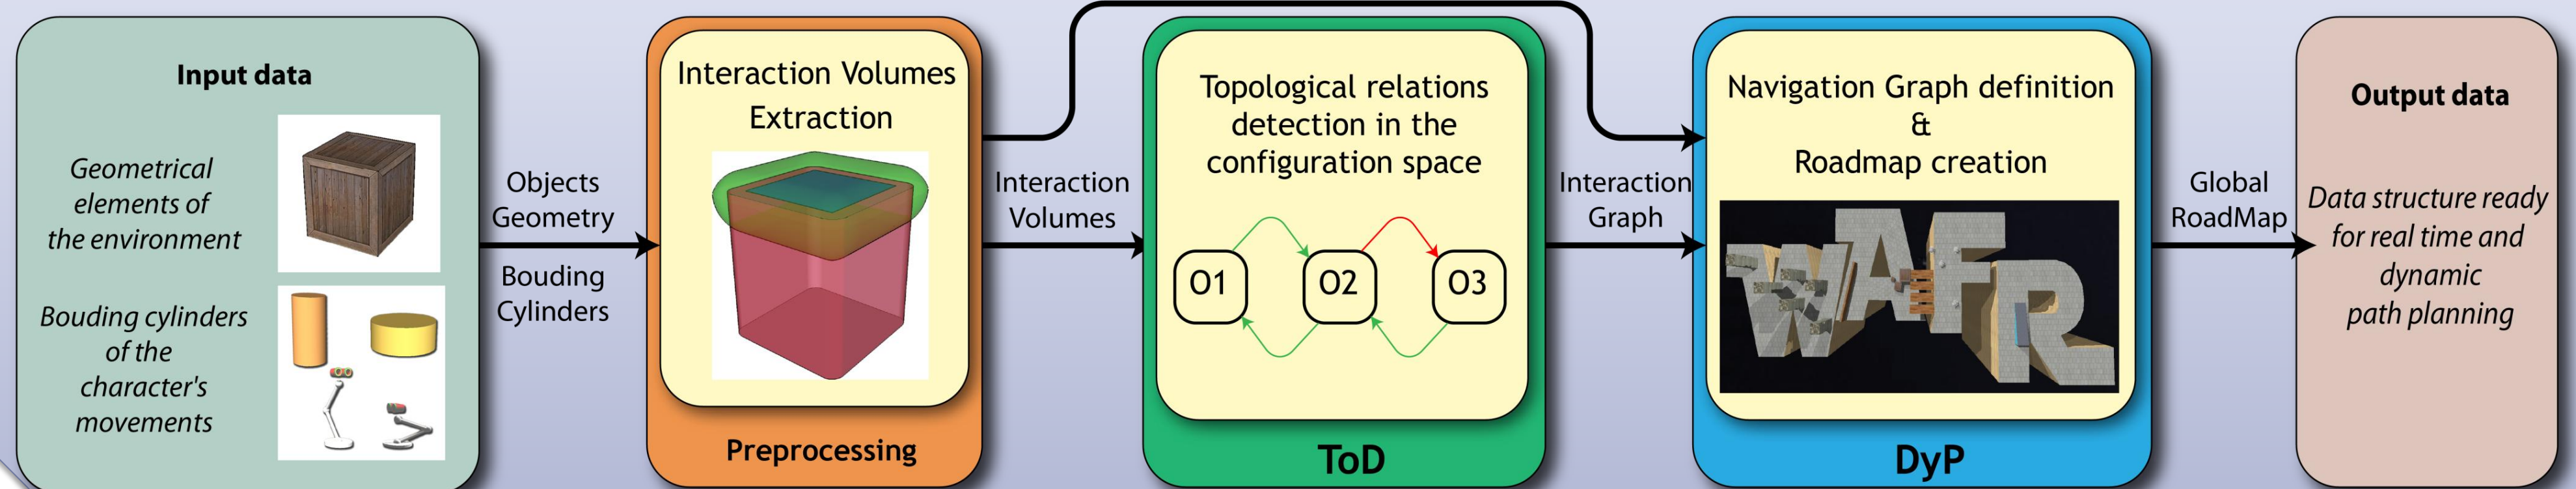 Input data
Geometrical
elements of
the environment
Bouding cylinders
of the
character's
movements
Objects
Geometry
Bouding
Cylinders
Interaction Volumes
Extraction
Preprocessing
Interaction
Volumes
Topological relations
detection in the
configuration space
O1
O2
O3
ToD
Interaction
Graph
Navigation Graph definition
&
Roadmap creation
WAFR
DyP
Global
RoadMap
Output data
Data structure ready
for real time and
dynamic
path planning